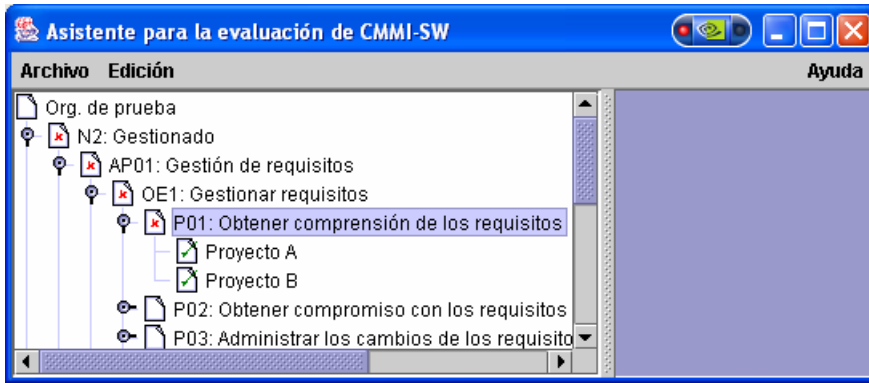 Asistente para la evaluación de CMMI-SW
Archivo Edición Ayuda
Org. de prueba
N2: Gestionado
AP01: Gestión de requisitos
OE1: Gestionar requisitos
P01: Obtener comprensión de los requisitos
Proyecto A
Proyecto B
P02: Obtener compromiso con los requisitos
P03: Administrar los cambios de los requisito